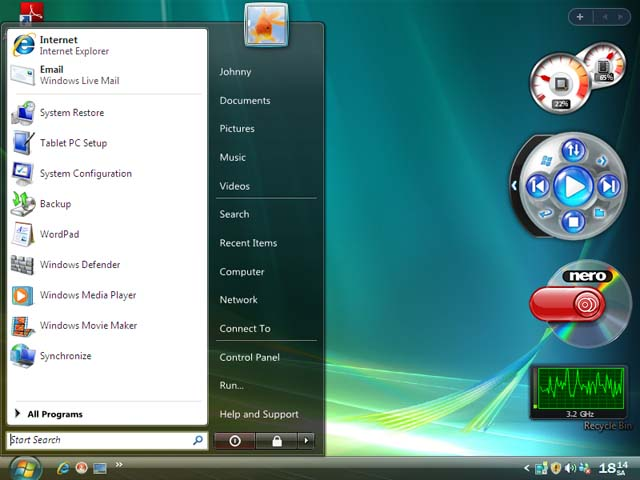 Internet
Internet Explorer
Email
Windows Live Mail
System Restore
Tablet PC Setup
System Configuration
Backup
WordPad
Windows Defender
Windows Media Player
Windows Movie Maker
Synchronize
All Programs
Start Search
Johnny
Documents
Pictures
Music
Videos
Search
Recent Items
Computer
Network
Connect To
Control Panel
Run...
Help and Support
22%
65%
nero
3.2 GHz
Recycle Bin
18 14
SA